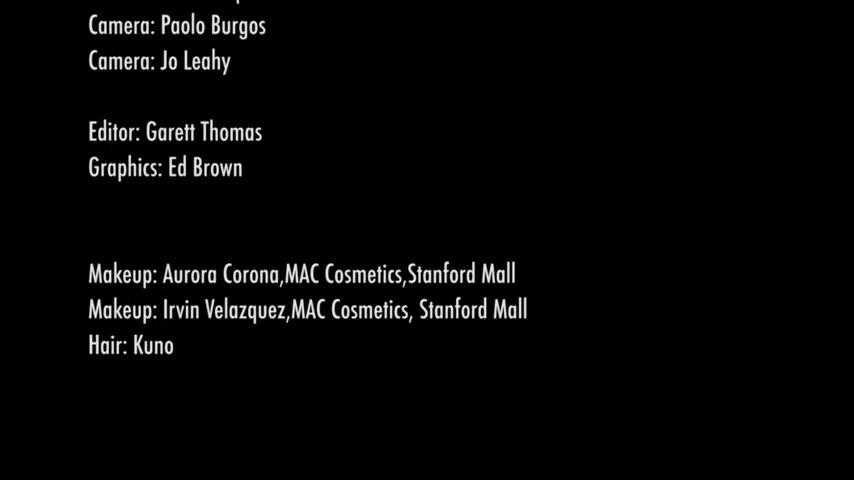 Camera: Paolo Burgos
Camera: Jo Leahy
Editor: Garett Thomas
Graphics: Ed Brown
Makeup: Aurora Corona,MAC Cosmetics,Stanford Mall
Makeup: Irvin Velazquez,MAC Cosmetics, Stanford Mall
Hair: Kuno